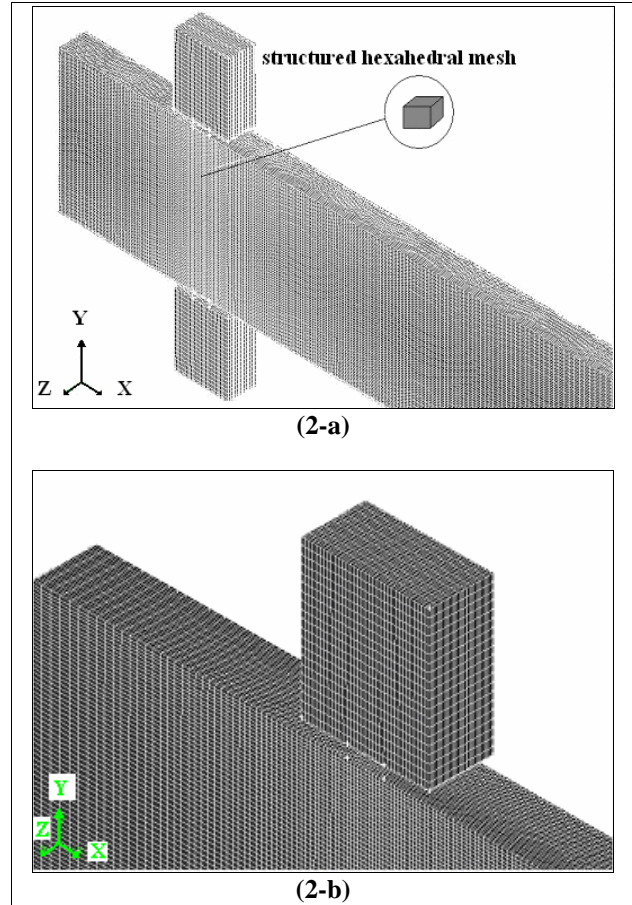 structured hexahedral mesh
Y
Z X
(2-a)
Y
Z
X
(2-b)